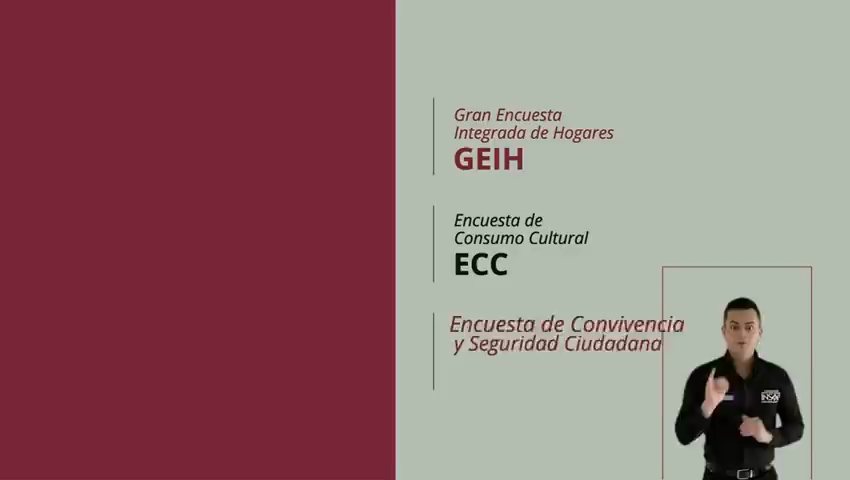 Gran Encuesta
Integrada de Hogares
GEIH
Encuesta de
Consumo Cultural
ECC
Encuesta de Convivencia
y Seguridad Ciudadana